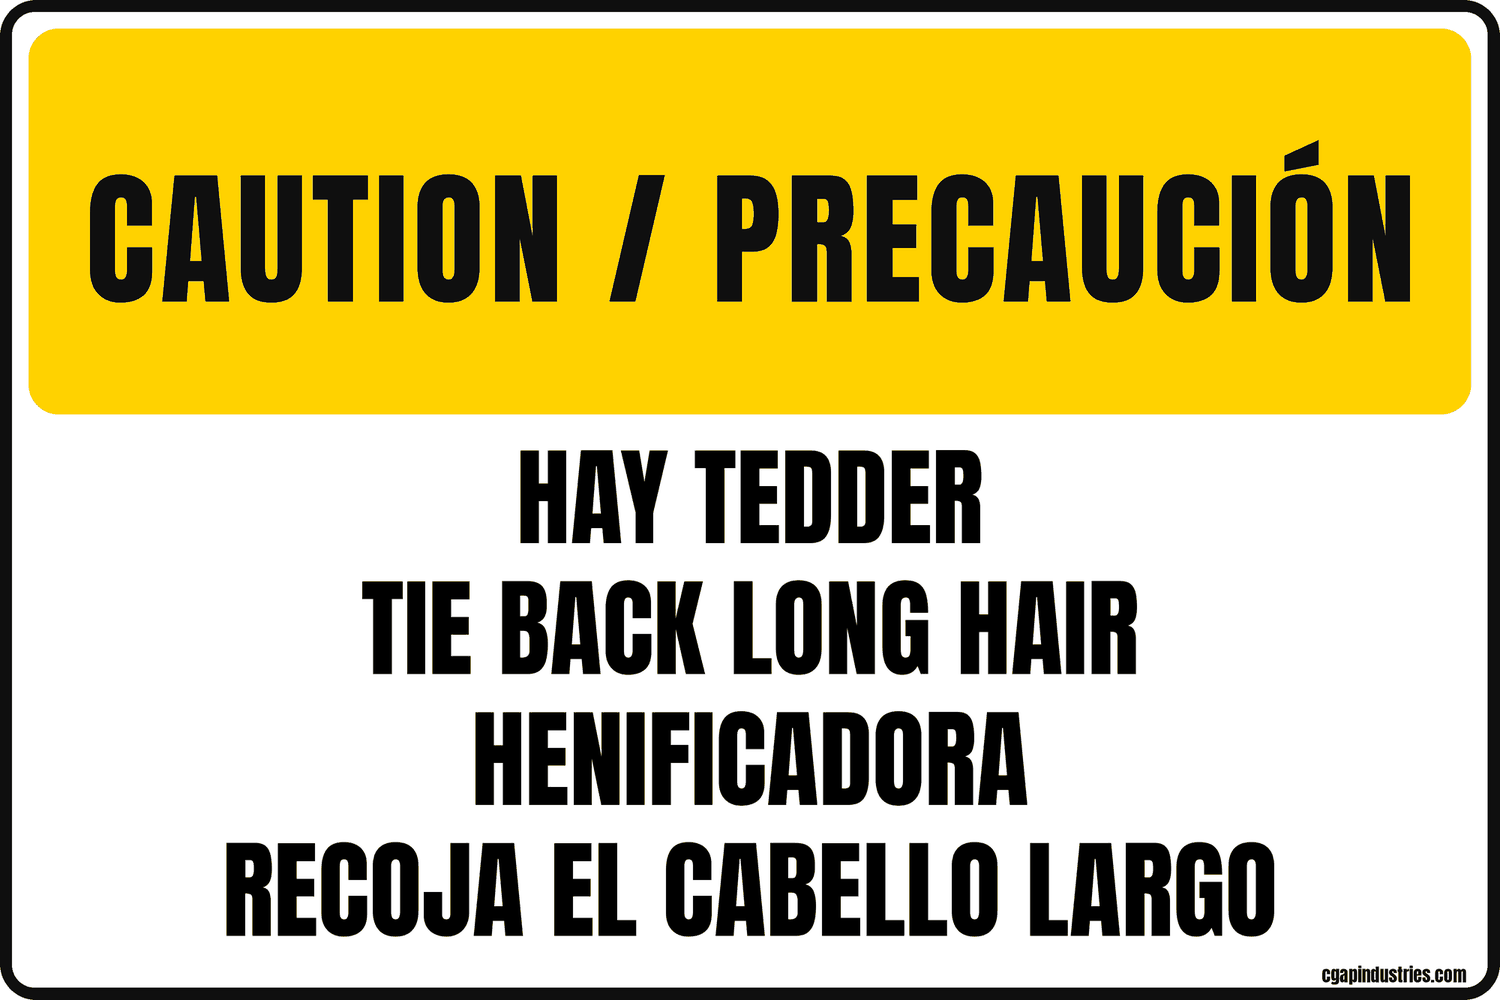 CAUTION / PRECAUCIÓN
HAY TEDDER
TIE BACK LONG HAIR
HENIFICADORA
RECOJA EL CABELLO LARGO
cgapindustries.com